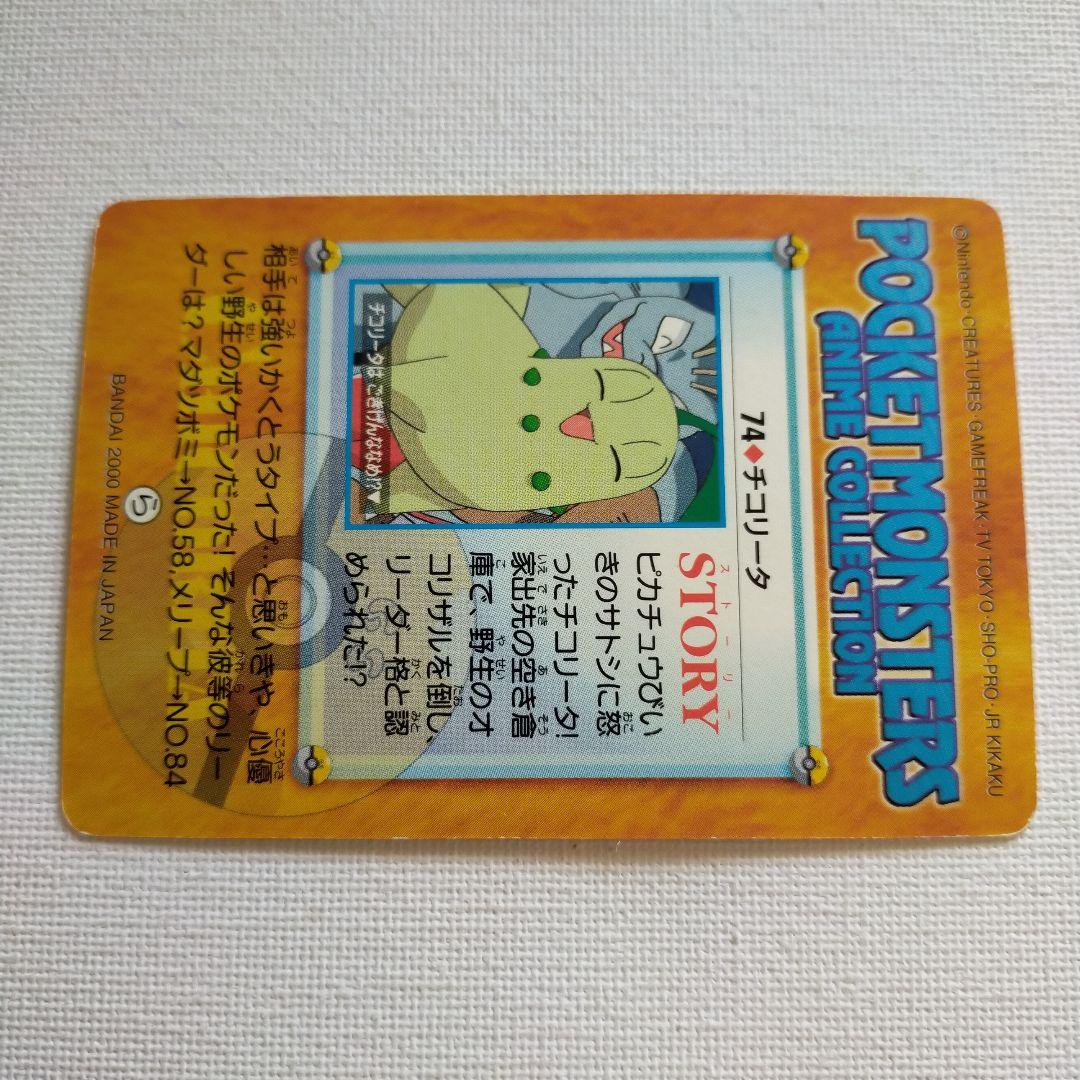 ©Nintendo·CREATURES·GAMEFREAK·TV TOKYO·SHO-PRO·JR KIKAKU
POCKET MONSTERS
ANIME COLLECTION
74◆チコリータ
STORY
ストーリー
ピカチュウびい
きのサトシに怒
ったチコリータ!
家出先の空き倉
庫で、野生のオ
コリザルを倒し、
リーダー格と認
められた!?
チコリータはごきげんななめ!?▼
相手は強いかくとうタイプ…と思いきや、心優
しい野生のポケモンだった! そんな彼等のリー
ダーは? マダツボミ→NO.58,メリープ→NO.84
ら
BANDAI 2000 MADE IN JAPAN